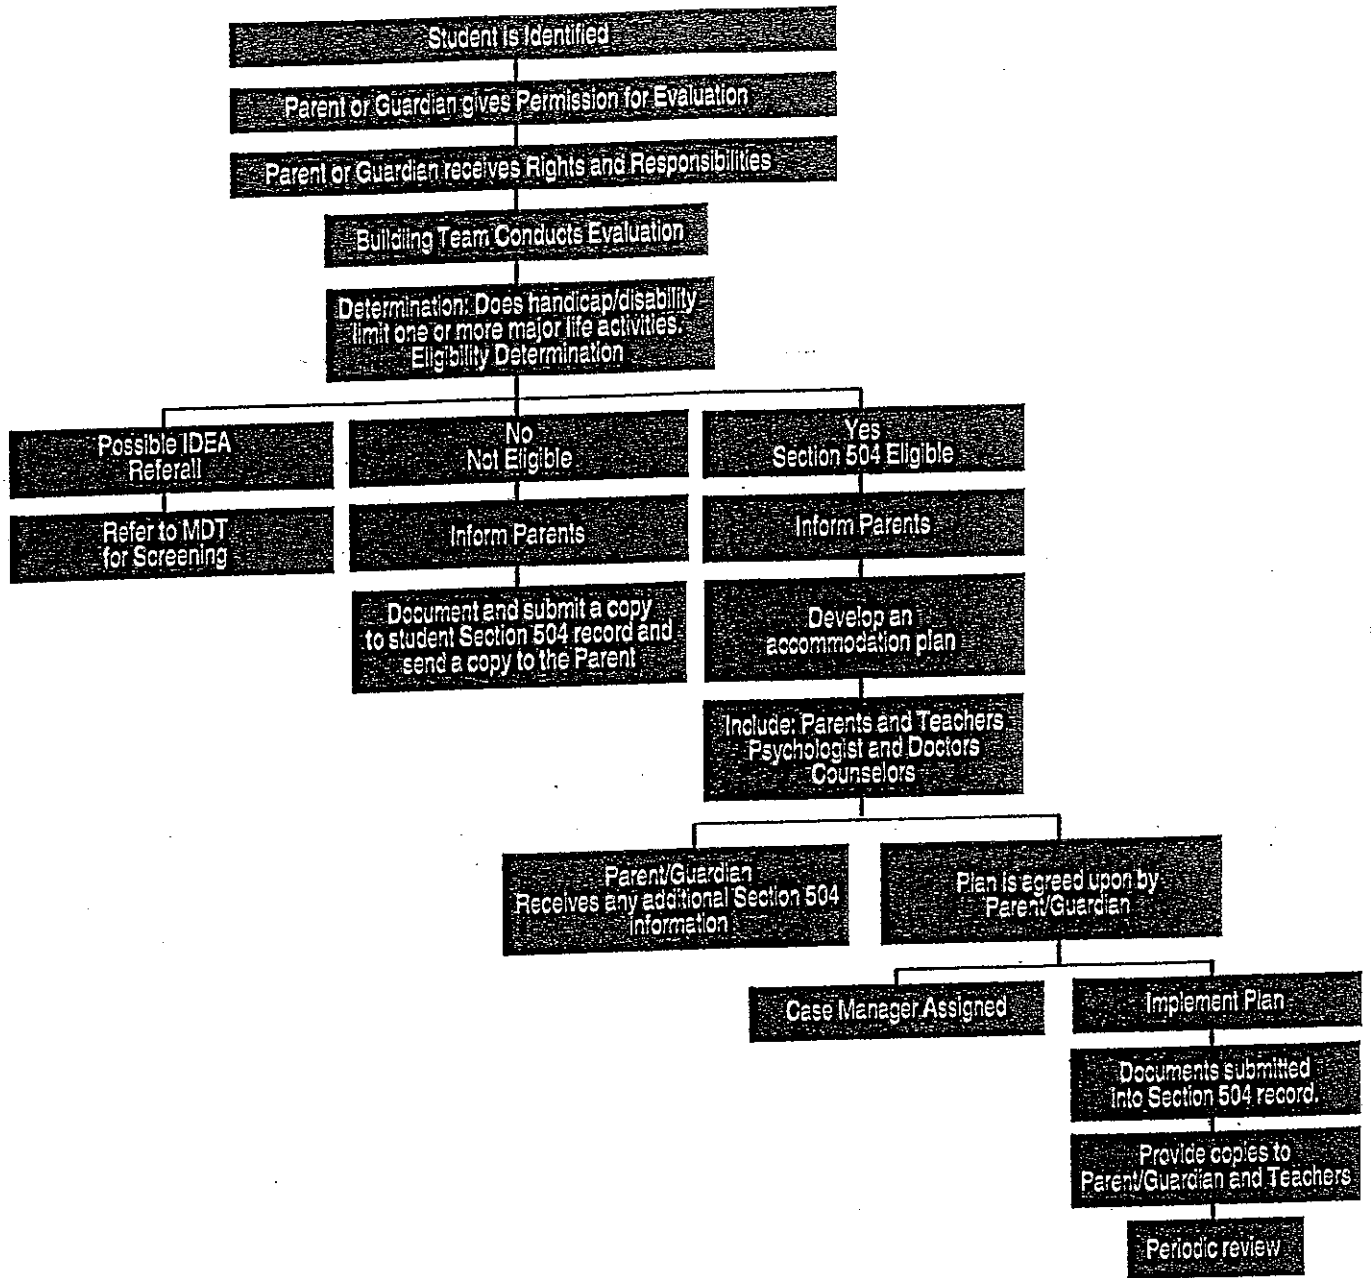 Student is Identified
Parent or Guardian gives Permission for Evaluation
Parent or Guardian receives Rights and Responsibilities
Building Team Conducts Evaluation
Determination: Does handicap/disability
limit one or more major life activities.
Eligibility Determination
Possible IDEA
Referall
Refer to MDT
for Screening
No
Not Eligible
Inform Parents
Document and submit a copy
to student Section 504 record and
send a copy to the Parent
Yes
Section 504 Eligible
Inform Parents
Develop an
accommodation plan
Include: Parents and Teachers
Psychologist and Doctors
Counselors
Parent/Guardian
Receives any additional Section 504
information
Plan is agreed upon by
Parent/Guardian
Case Manager Assigned
Implement Plan
Documents submitted
into Section 504 record.
Provide copies to
Parent/Guardian and Teachers
Periodic review